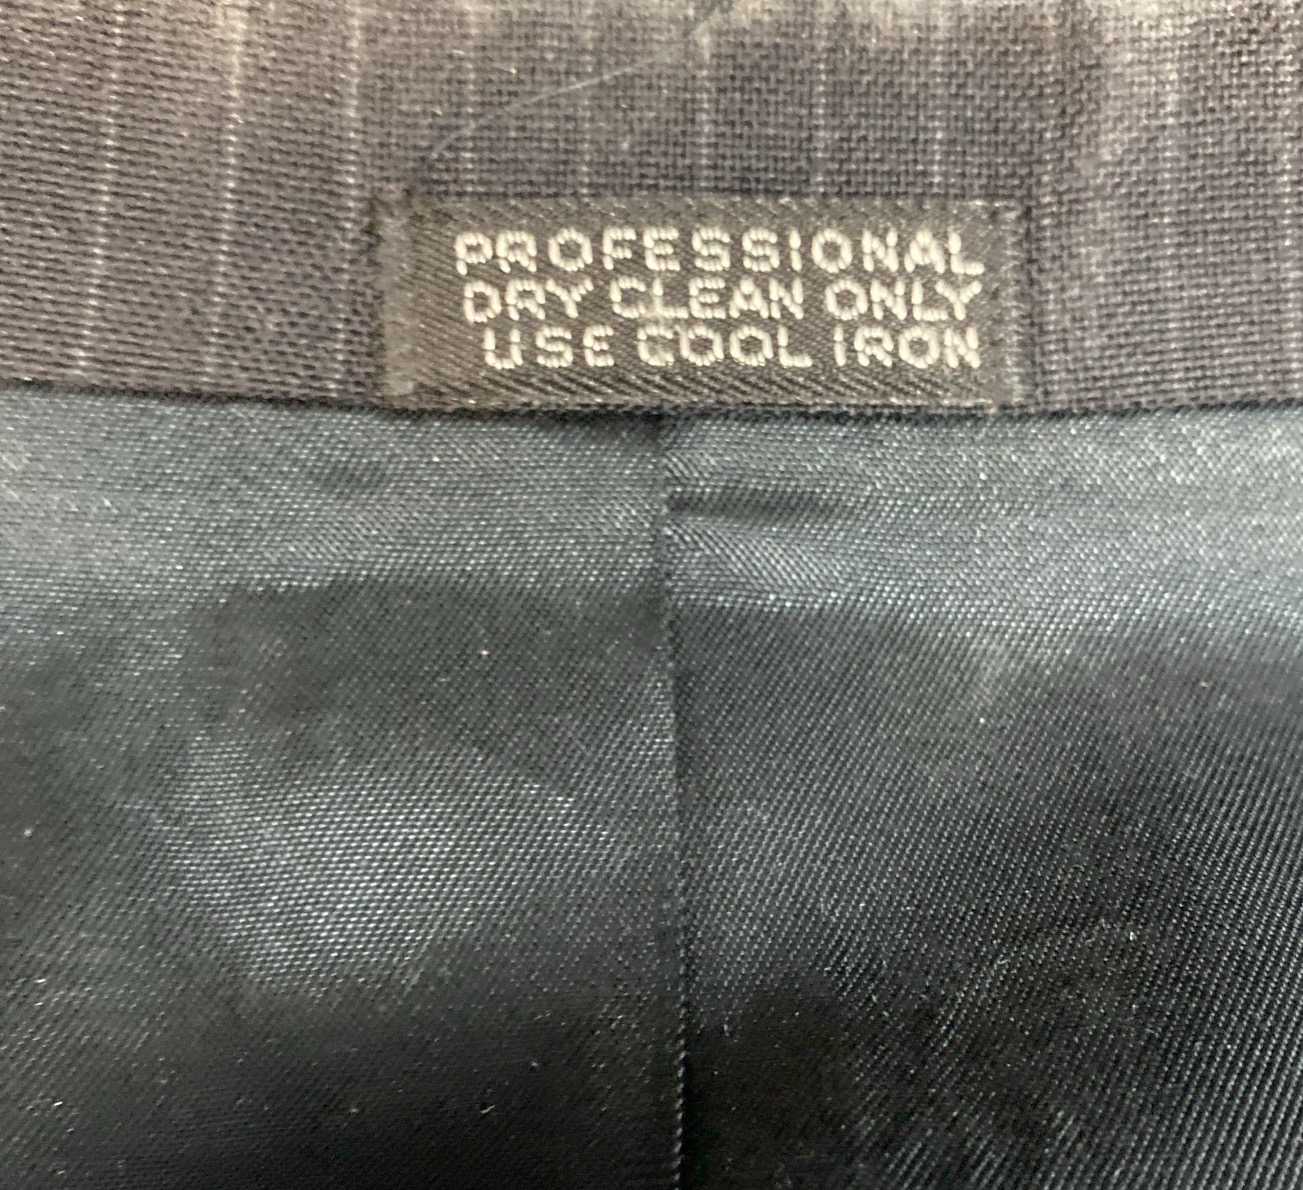 PROFESSIONAL
DRY CLEAN ONLY
USE COOL IRON